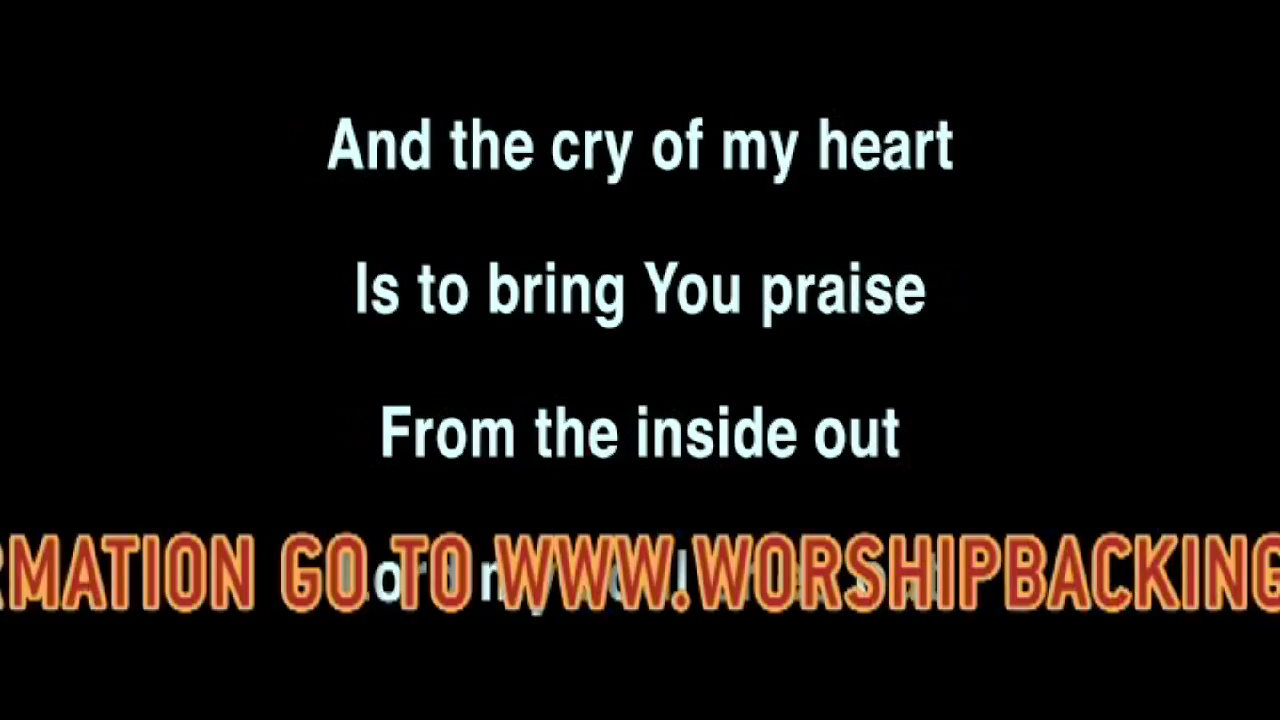 And the cry of my heart
Is to bring You praise
From the inside out
RMATION GO TO WWW.WORSHIPBACKING